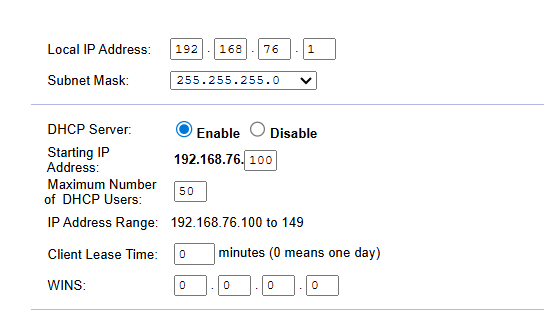 Local IP Address: 192 . 168 . 76 . 1
Subnet Mask: 255.255.255.0
DHCP Server: Enable Disable
Starting IP
Address: 192.168.76. 100
Maximum Number
of DHCP Users: 50
IP Address Range: 192.168.76.100 to 149
Client Lease Time: 0 minutes (0 means one day)
WINS: 0 . 0 . 0 . 0